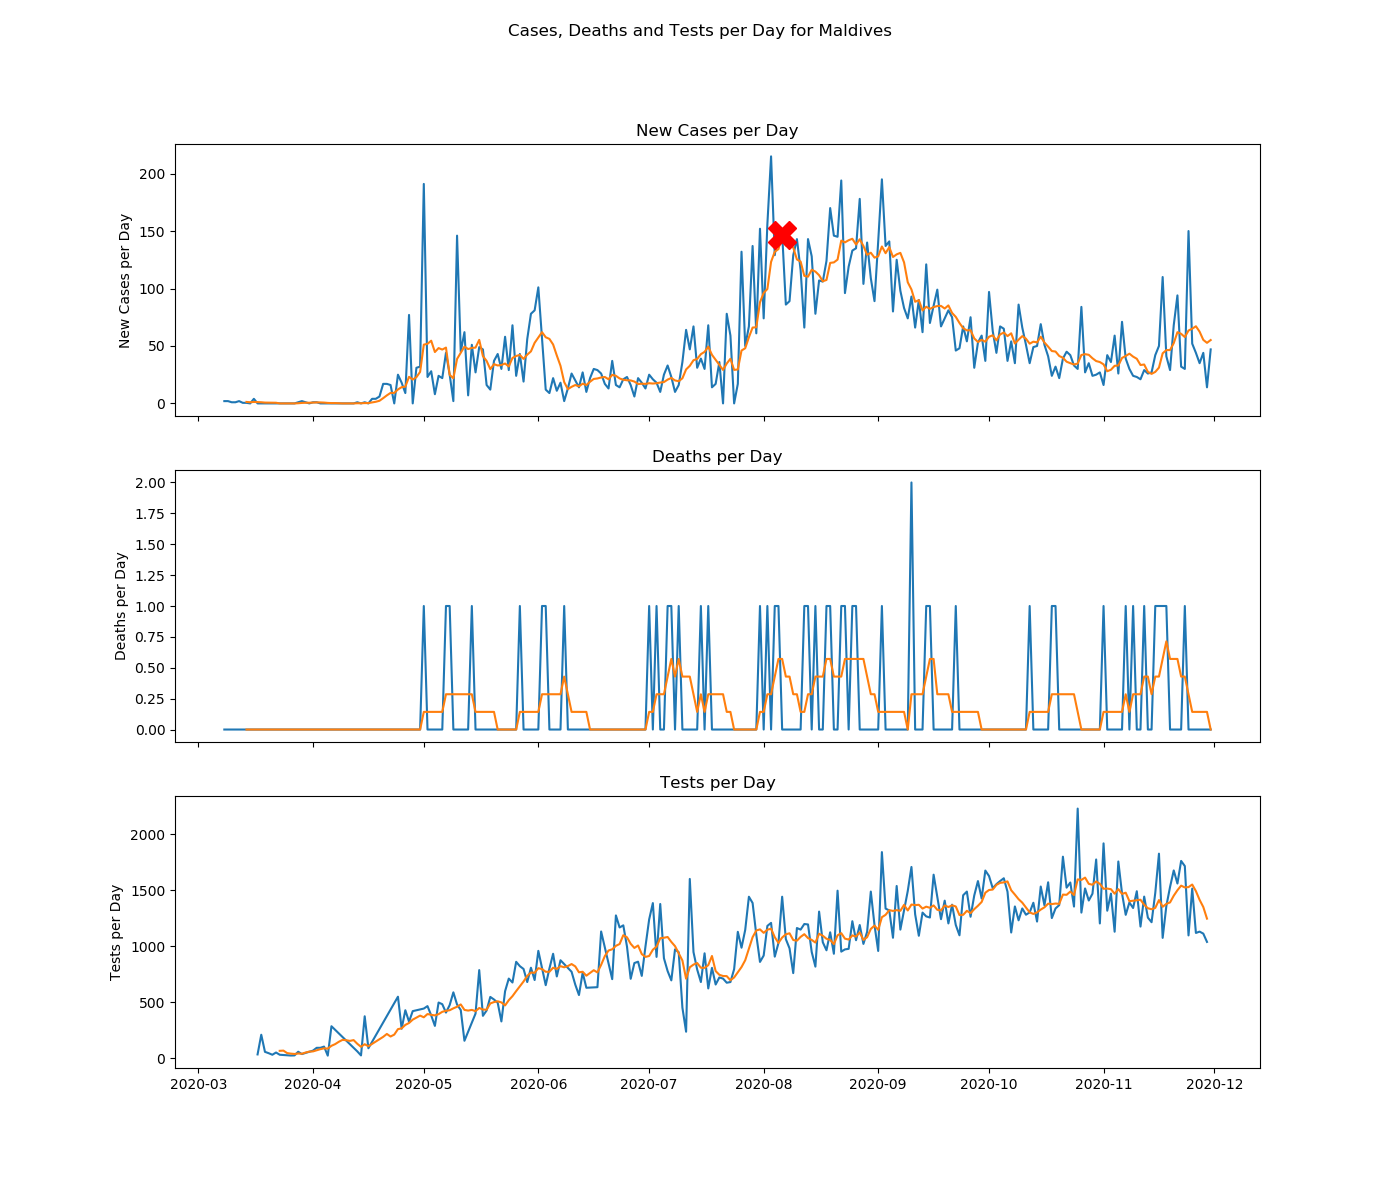 Cases, Deaths and Tests per Day for Maldives
New Cases per Day
New Cases per Day
200
150
100
50
0
Deaths per Day
Deaths per Day
2.00
1.75
1.50
1.25
1.00
0.75
0.50
0.25
0.00
Tests per Day
Tests per Day
2000
1500
1000
500
0
2020-03 2020-04 2020-05 2020-06 2020-07 2020-08 2020-09 2020-10 2020-11 2020-12